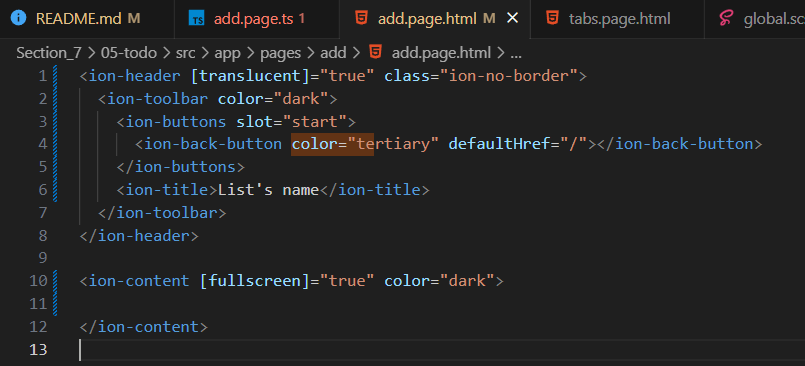 README.md M add.page.ts 1 add.page.html M tabs.page.html global.sc
Section_7 > 05-todo > src > app > pages > add > add.page.html > ...
1 <ion-header [translucent]="true" class="ion-no-border">
2 <ion-toolbar color="dark">
3 <ion-buttons slot="start">
4 <ion-back-button color="tertiary" defaultHref="/"></ion-back-button>
5 </ion-buttons>
6 <ion-title>List's name</ion-title>
7 </ion-toolbar>
8 </ion-header>
9
10 <ion-content [fullscreen]="true" color="dark">
11
12 </ion-content>
13